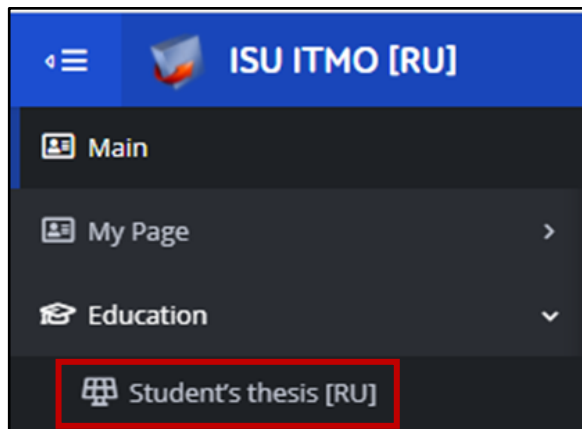 ISU ITMO [RU]
Main
My Page
Education
Student's thesis [RU]